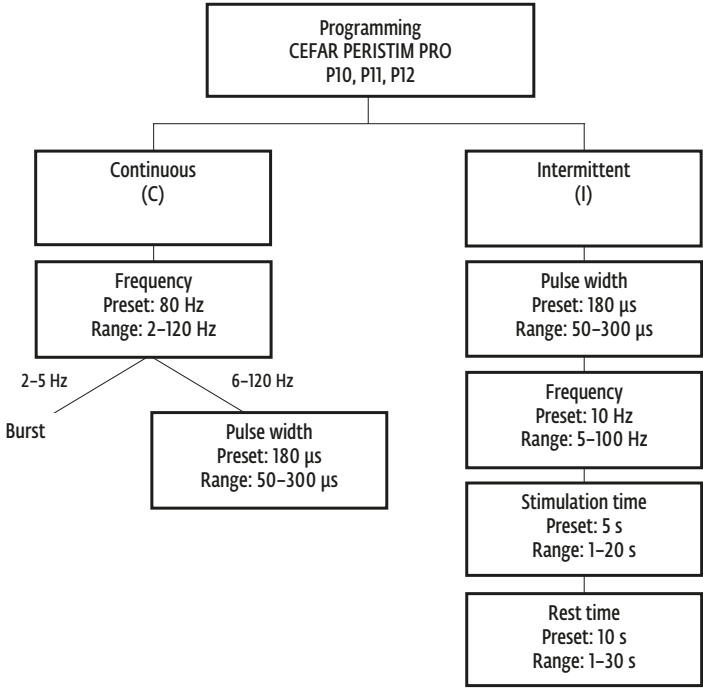 Programming
CEFAR PERISTIM PRO
P10, P11, P12
Continuous
(C)
Frequency
Preset: 80 Hz
Range: 2–120 Hz
2–5 Hz
6–120 Hz
Burst
Pulse width
Preset: 180 µs
Range: 50–300 µs
Intermittent
(I)
Pulse width
Preset: 180 µs
Range: 50–300 µs
Frequency
Preset: 10 Hz
Range: 5–100 Hz
Stimulation time
Preset: 5 s
Range: 1–20 s
Rest time
Preset: 10 s
Range: 1–30 s